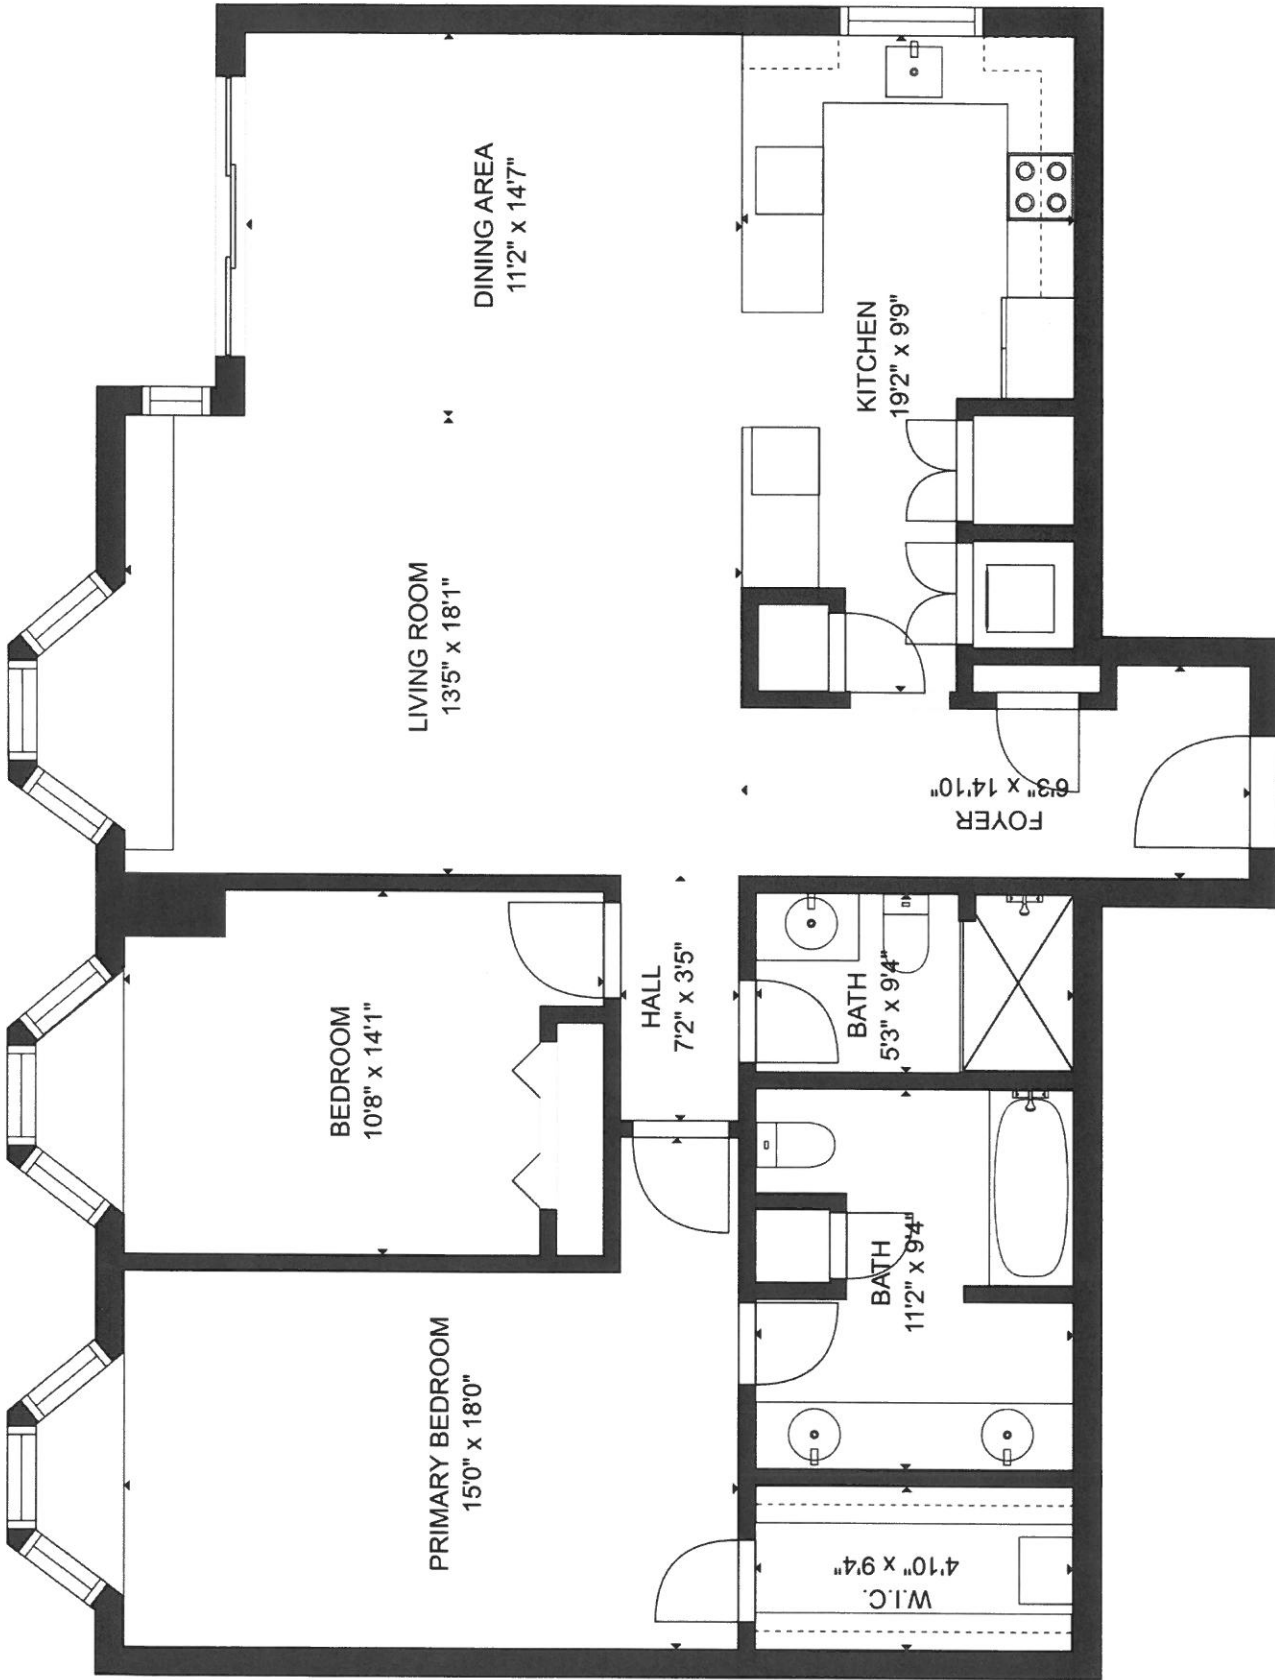 DINING AREA
11'2" x 14'7"
KITCHEN
19'2" x 9'9"
LIVING ROOM
13'5" x 18'1"
FOYER
6'3" x 14'10"
HALL
7'2" x 3'5"
BEDROOM
10'8" x 14'1"
BATH
5'3" x 9'4"
BATH
11'2" x 9'4"
PRIMARY BEDROOM
15'0" x 18'0"
W.I.C.
4'10" x 9'4"